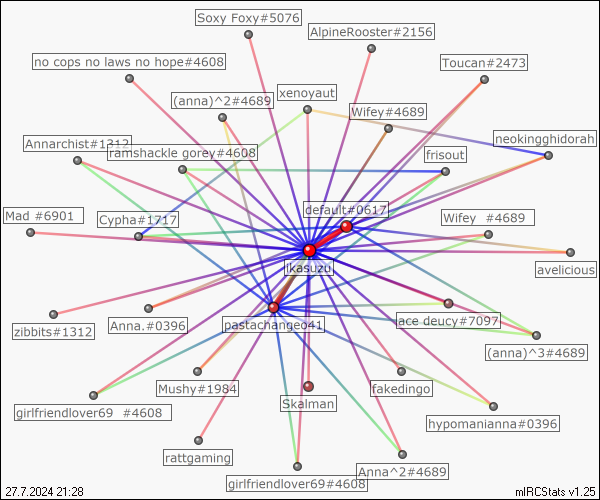 Soxy Foxy#5076
AlpineRooster#2156
no cops no laws no hope#4608
Toucan#2473
(anna)^2#4689
xenoyaut
Wifey#4689
Annarchist#1312
ramshackle gorey#4608
frisout
neokingghidorah
default#0617
Mad #6901
Cypha#1717
Wifey #4689
ikasuzu
avelicious
zibbits#1312
Anna.#0396
pastachangeo41
ace deucy#7097
(anna)^3#4689
Mushy#1984
fakedingo
Skalman
girlfriendlover69 #4608
hypomanianna#0396
rattgaming
Anna^2#4689
girlfriendlover69#4608
27.7.2024 21:28
mIRCStats v1.25